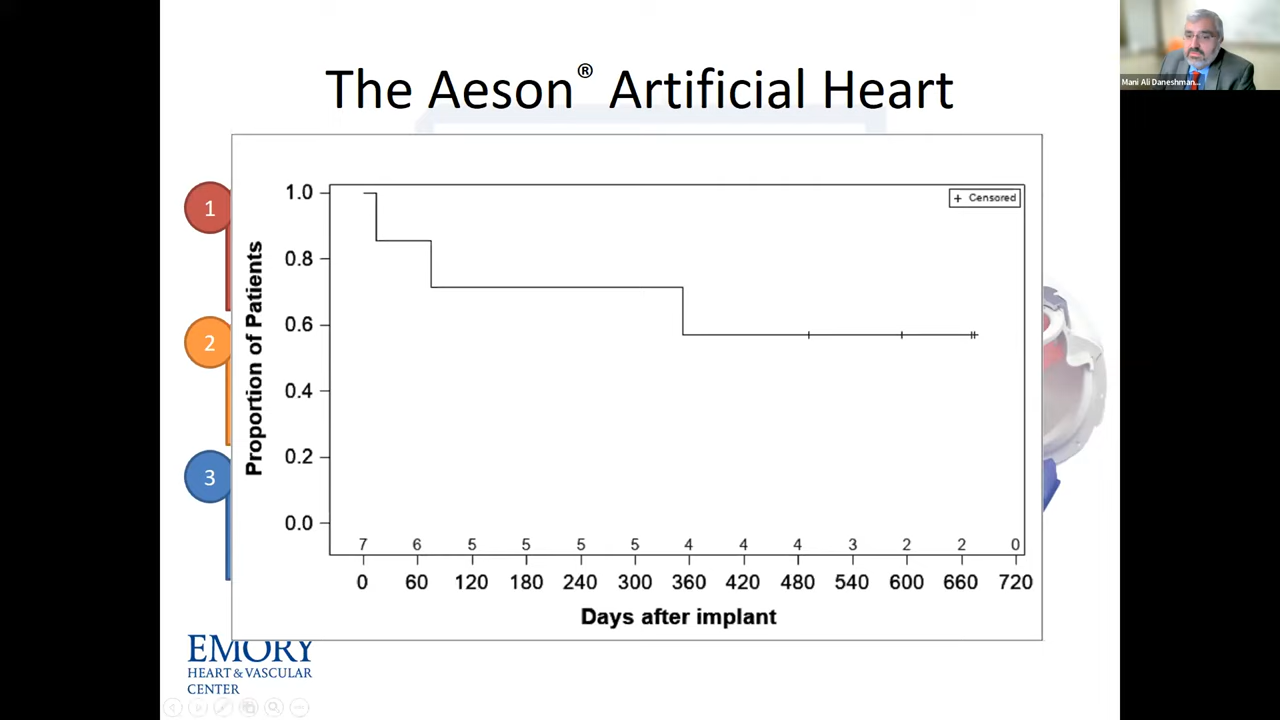 The Aeson® Artificial Heart
Mani Ali Daneshman...
1
2
3
+ Censored
Proportion of Patients
1.0
0.8
0.6
0.4
0.2
0.0
7 6 5 5 5 5 4 4 4 3 2 2 0
0 60 120 180 240 300 360 420 480 540 600 660 720
Days after implant
EMORY
HEART & VASCULAR
CENTER